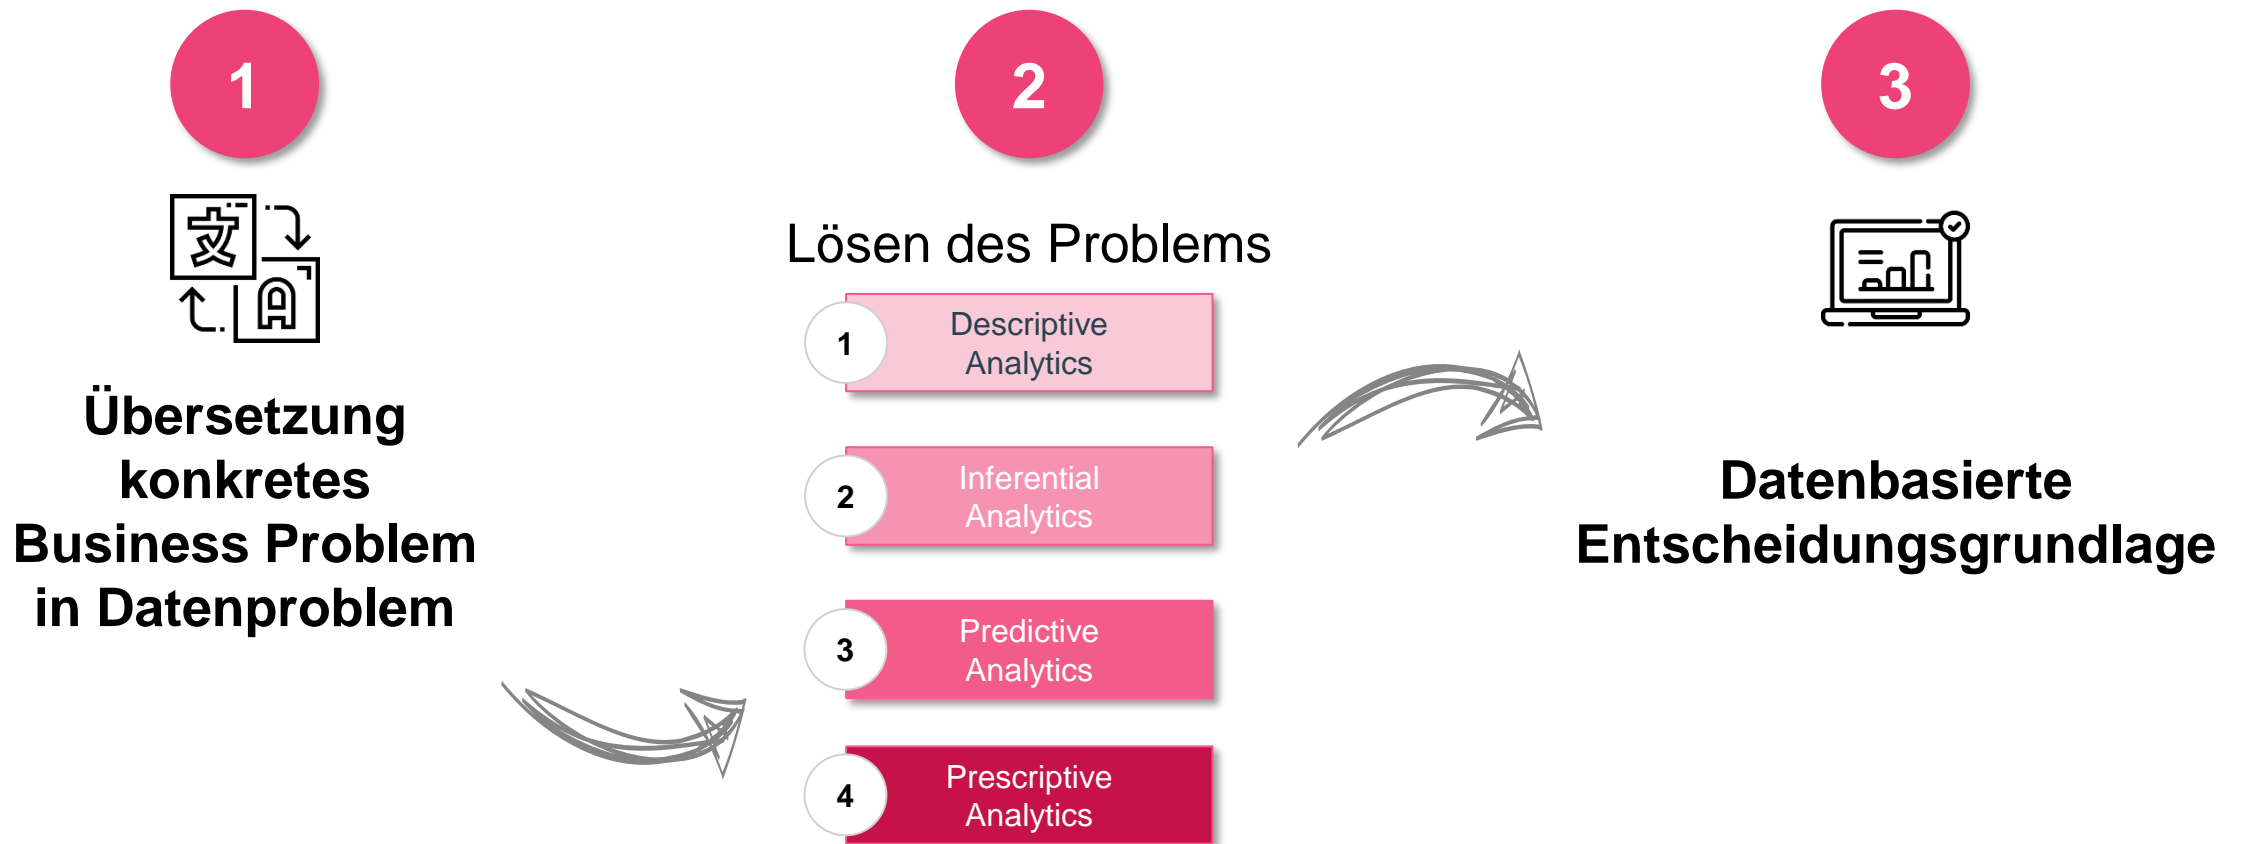 1
文
A
Übersetzung
konkretes
Business Problem
in Datenproblem
2
Lösen des Problems
1
Descriptive
Analytics
2
Inferential
Analytics
3
Predictive
Analytics
4
Prescriptive
Analytics
3
Datenbasierte
Entscheidungsgrundlage